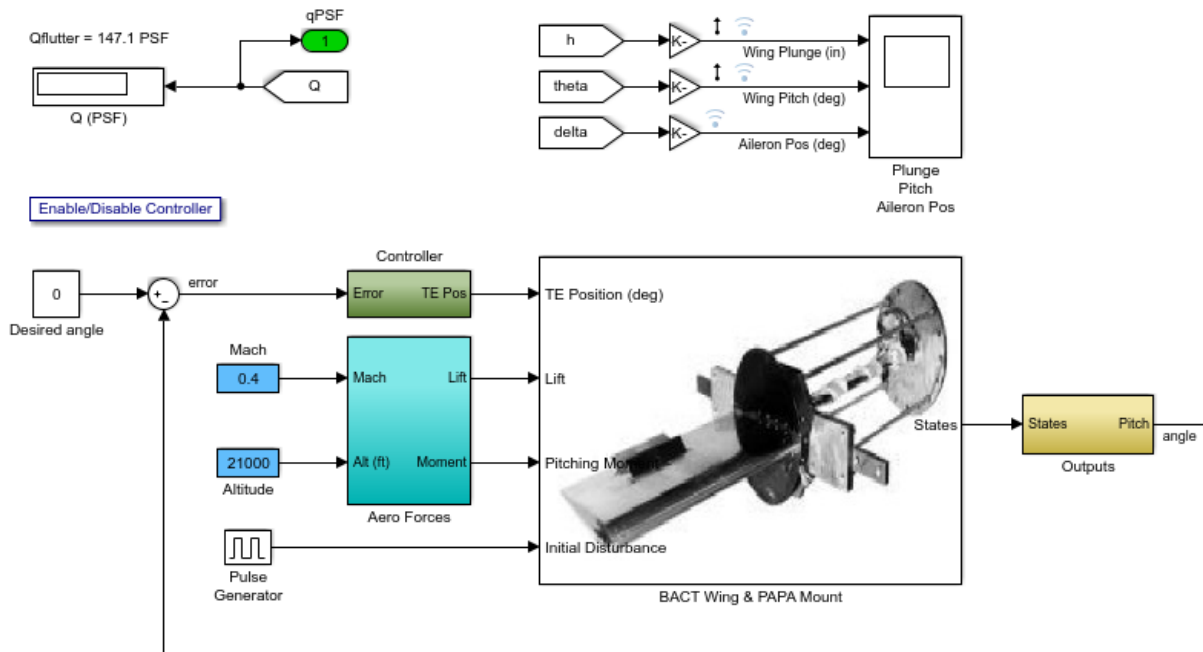 qPSF
Qflutter = 147.1 PSF
1
Q
Q (PSF)
h
K-
Wing Plunge (in)
theta
K-
Wing Pitch (deg)
delta
K-
Aileron Pos (deg)
Plunge
Pitch
Aileron Pos
Enable/Disable Controller
Controller
0
+
_
error
Error
TE Pos
TE Position (deg)
Desired angle
Mach
0.4
Mach
Lift
Lift
States
States
Pitch
angle
21000
Alt (ft)
Moment
Pitching Moment
Outputs
Altitude
Aero Forces
Initial Disturbance
Pulse
Generator
BACT Wing & PAPA Mount